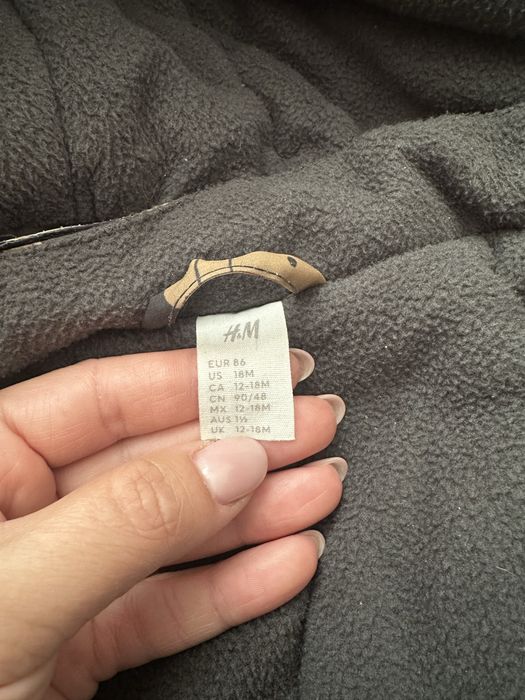 H&M
EUR 86
US 18M
CA 12-18M
CN 90/48
MX 12-18M
AUS 1½
UK 12-18M